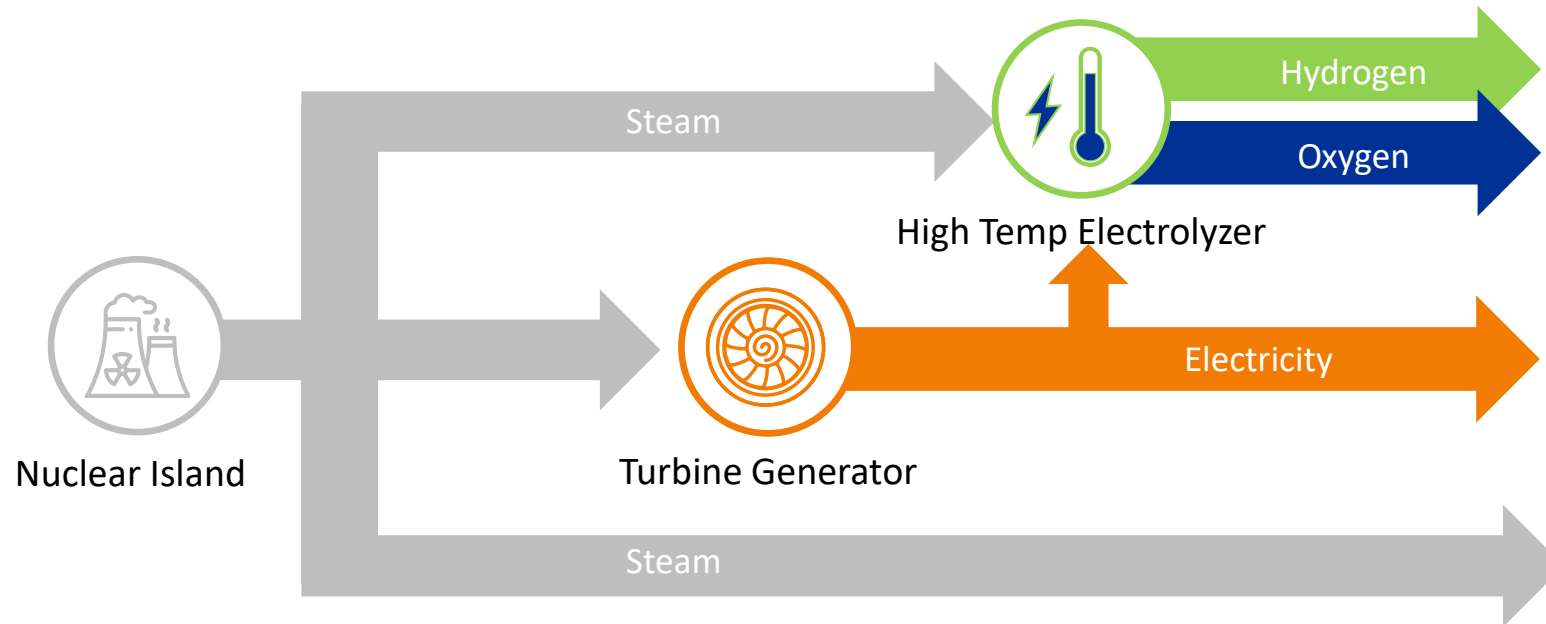 Hydrogen
Steam
Oxygen
High Temp Electrolyzer
Electricity
Nuclear Island
Turbine Generator
Steam